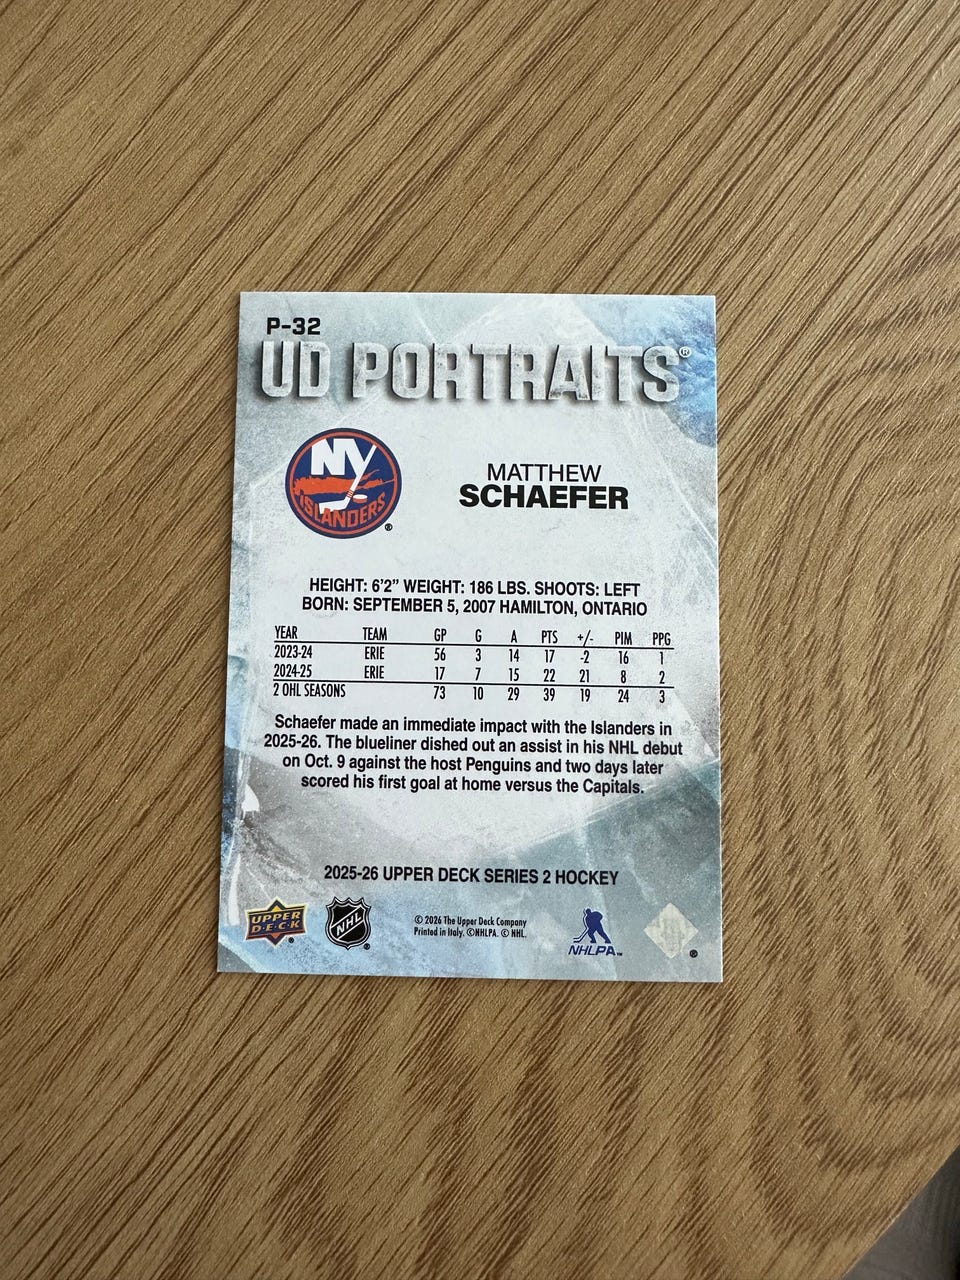 P-32
UD PORTRAITS®
NY
ISLANDERS ®
MATTHEW
SCHAEFER
HEIGHT: 6'2" WEIGHT: 186 LBS. SHOOTS: LEFT
BORN: SEPTEMBER 5, 2007 HAMILTON, ONTARIO
YEAR TEAM GP G A PTS +/- PIM PPG
2023-24 ERIE 56 3 14 17 -2 16 1
2024-25 ERIE 17 7 15 22 21 8 2
2 OHL SEASONS 73 10 29 39 19 24 3
Schaefer made an immediate impact with the Islanders in
2025-26. The blueliner dished out an assist in his NHL debut
on Oct. 9 against the host Penguins and two days later
scored his first goal at home versus the Capitals.
2025-26 UPPER DECK SERIES 2 HOCKEY
UPPER
D·E·C·K ®
NHL ®
© 2026 The Upper Deck Company
Printed in Italy. ©NHLPA. © NHL.
NHLPA™
®